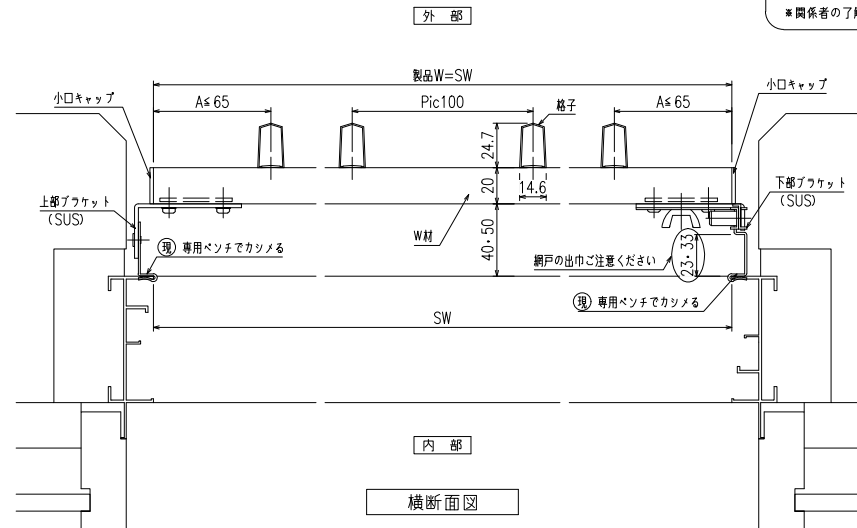 外 部
※関係者の了
製品W=SW
小口キャップ
A≦65
Pic100
格子
A≦65
小口キャップ
24.7
20
14.6
上部ブラケット
(SUS)
下部ブラケット
(SUS)
W材
40・50
現 専用ペンチでカシメる
網戸の出巾ご注意ください
23・33
現 専用ペンチでカシメる
SW
内 部
横断面図